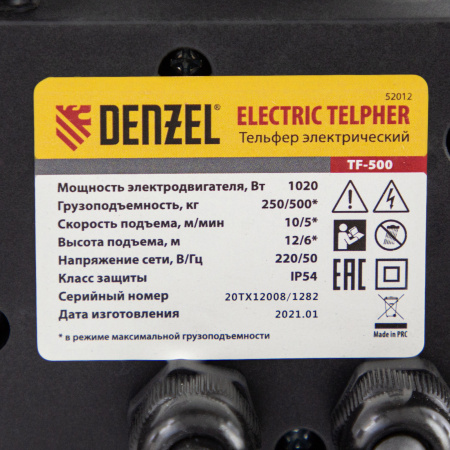 52012
DENZEL® ELECTRIC TELPHER
Тельфер электрический
TF-500
Мощность электродвигателя, Вт 1020
Грузоподъемность, кг 250/500*
Скорость подъема, м/мин 10/5*
Высота подъема, м 12/6*
Напряжение сети, В/Гц 220/50
Класс защиты IP54
Серийный номер 20TX12008/1282
Дата изготовления 2021.01
* в режиме максимальной грузоподъемности
EAC
Made in PRC